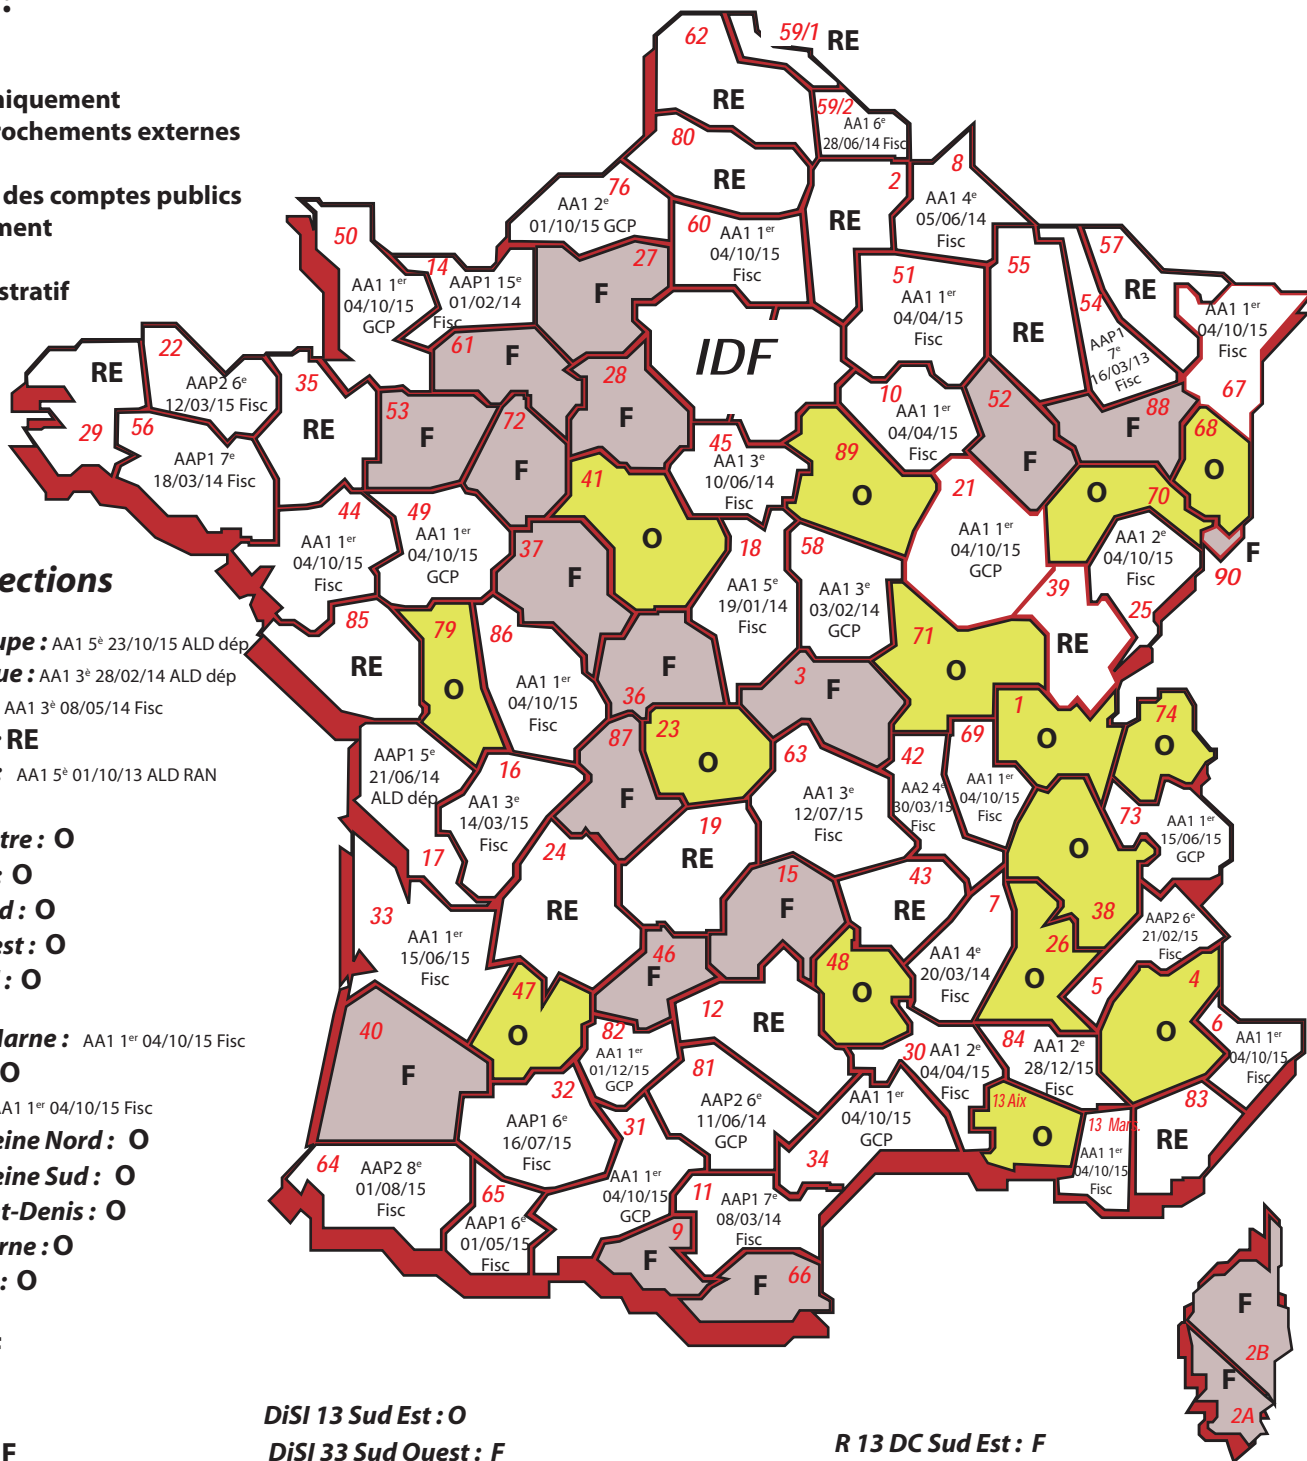 :
niquement
rochements externes
des comptes publics
ment
stratif
62
59/1 RE
RE
59/2
AA1 6e
28/06/14 Fisc
80
RE
2
RE
8
AA1 4e
05/06/14
Fisc
76
AA1 2e
01/10/15 GCP
60
AA1 1er
04/10/15
Fisc
50
AA1 1er
04/10/15
GCP
14
AAP1 15e
01/02/14
Fisc
27
F
51
AA1 1er
04/04/15
Fisc
55
RE
57
RE
54
AAP1
7e
16/03/13
Fisc
AA1 1er
04/10/15
Fisc
67
61
F
IDF
28
F
22
AAP2 6e
12/03/15 Fisc
RE
29
35
RE
56
AAP1 7e
18/03/14 Fisc
53
F
72
F
10
AA1 1er
04/04/15
Fisc
52
F
88
F
68
O
45
AA1 3e
10/06/14
Fisc
89
O
41
O
21
AA1 1er
04/10/15
GCP
O
70
F
90
44
AA1 1er
04/10/15
Fisc
49
AA1 1er
04/10/15
GCP
37
F
18
AA1 5e
19/01/14
Fisc
58
AA1 3e
03/02/14
GCP
AA1 2e
04/10/15
Fisc
25
39
RE
ections
upe : AA1 5è 23/10/15 ALD dép
ue : AA1 3è 28/02/14 ALD dép
AA1 3è 08/05/14 Fisc
: RE
: AA1 5è 01/10/13 ALD RAN
tre : O
: O
d : O
est : O
l : O
Marne : AA1 1er 04/10/15 Fisc
O
AA1 1er 04/10/15 Fisc
eine Nord : O
eine Sud : O
t-Denis : O
rne : O
: O
:
F
85
RE
79
O
86
AA1 1er
04/10/15
Fisc
36
F
71
O
3
F
1
O
74
O
87
F
23
O
63
AA1 3e
12/07/15
Fisc
42
AA2 4e
30/03/15
Fisc
69
AA1 1er
04/10/15
Fisc
AAP1 5e
21/06/14
ALD dép
17
16
AA1 3e
14/03/15
Fisc
73
AA1 1er
15/06/15
GCP
19
RE
24
RE
15
F
43
RE
O
38
33
AA1 1er
15/06/15
Fisc
46
F
48
O
7
AA1 4e
20/03/14
Fisc
26
O
AAP2 6e
21/02/15
Fisc
5
4
O
47
O
12
RE
40
F
82
AA1 1er
01/12/15
GCP
6
AA1 1er
04/10/15
Fisc
30
AA1 2e
04/04/15
Fisc
84
AA1 2e
28/12/15
Fisc
32
AAP1 6e
16/07/15
Fisc
81
AAP2 6e
11/06/14
GCP
AA1 1er
04/10/15
GCP
34
13 Aix
O
13 Mars.
AA1 1er
04/10/15
Fisc
83
RE
31
AA1 1er
04/10/15
GCP
64
AAP2 8e
01/08/15
Fisc
65
AAP1 6e
01/05/15
Fisc
11
AAP1 7e
08/03/14
Fisc
9
F
66
F
F
2B
F
2A
DiSI 13 Sud Est : O
DiSI 33 Sud Ouest : F
R 13 DC Sud Est : F